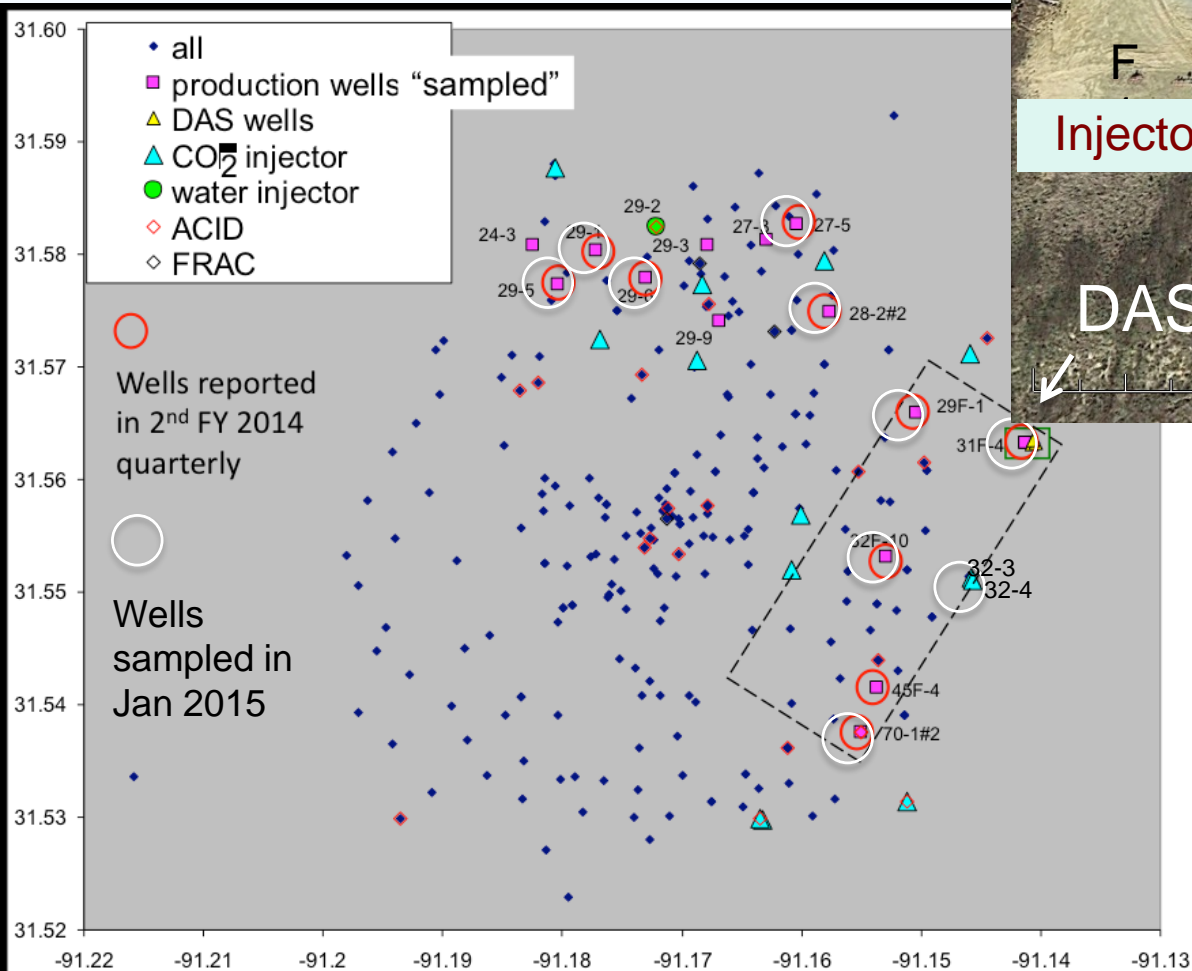 31.60
31.59
31.58
31.57
31.56
31.55
31.54
31.53
31.52
-91.22 -91.21 -91.2 -91.19 -91.18 -91.17 -91.16 -91.15 -91.14 -91.13
all
production wells "sampled"
DAS wells
CO2 injector
water injector
ACID
FRAC
Wells reported
in 2nd FY 2014
quarterly
Wells
sampled in
Jan 2015
24-3
29-1
29-2
29-3
27-3
27-5
29-5
29-6
29-9
28-2#2
29F-1
31F-4
32F-10
32-3
32-4
45F-4
70-1#2
F
Injecto
DAS